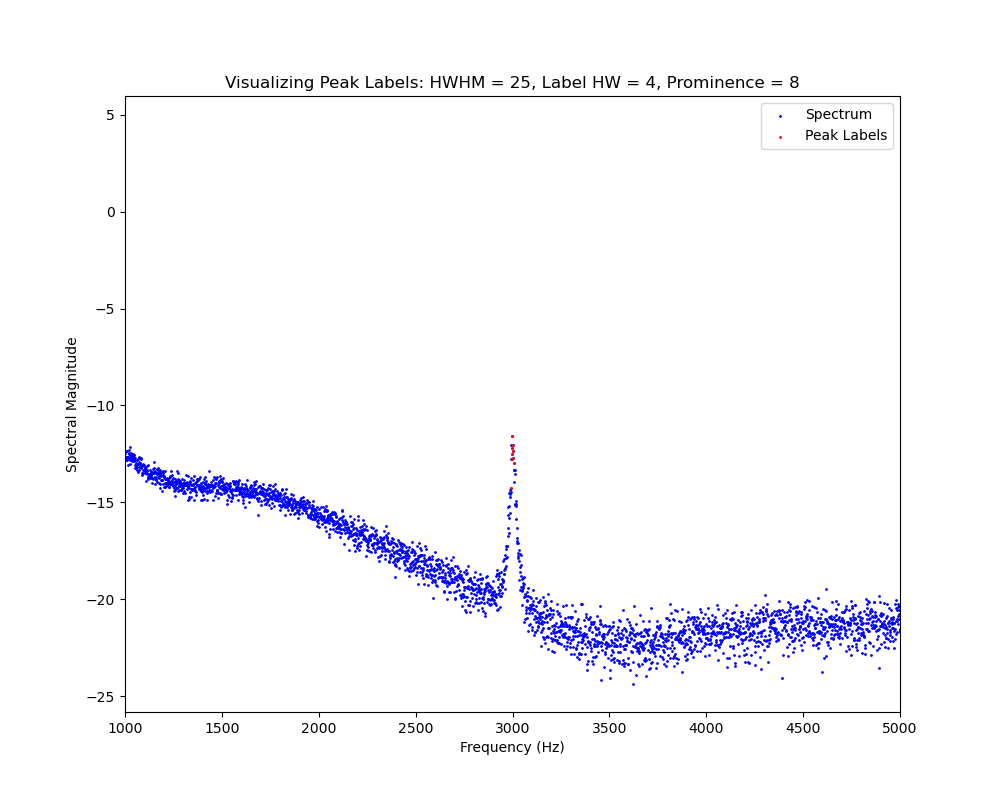 Visualizing Peak Labels: HWHM = 25, Label HW = 4, Prominence = 8
Spectrum
Peak Labels
5
0
−5
−10
−15
−20
−25
Spectral Magnitude
1000 1500 2000 2500 3000 3500 4000 4500 5000
Frequency (Hz)